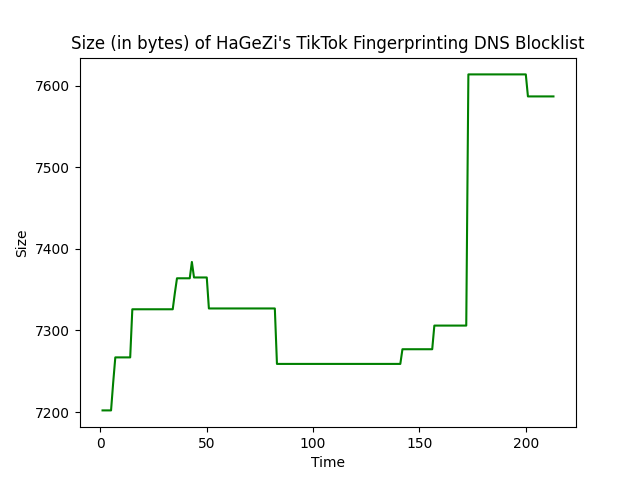 Size (in bytes) of HaGeZi's TikTok Fingerprinting DNS Blocklist
7600
7500
7400
7300
7200
Size
0 50 100 150 200
Time